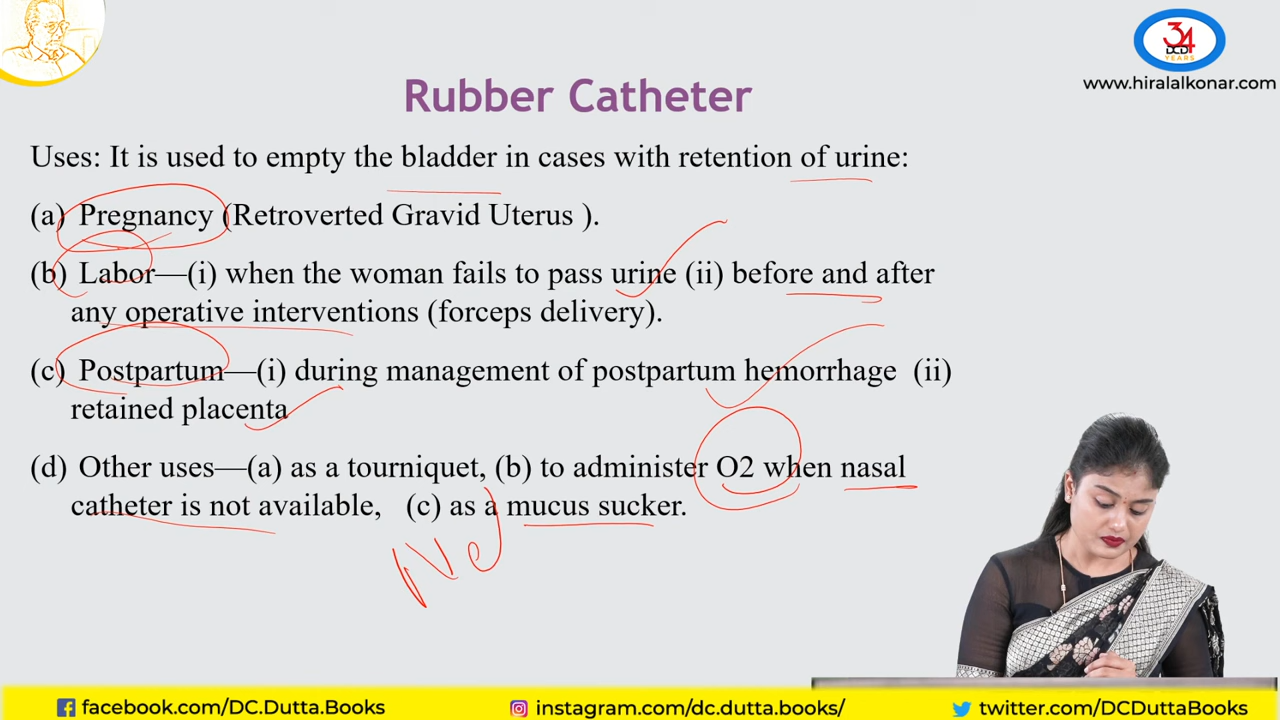 34
DCD
YEARS
www.hiralalkonar.com
Rubber Catheter
Uses: It is used to empty the bladder in cases with retention of urine:
(a) Pregnancy (Retroverted Gravid Uterus ).
(b) Labor—(i) when the woman fails to pass urine (ii) before and after
any operative interventions (forceps delivery).
(c) Postpartum—(i) during management of postpartum hemorrhage (ii)
retained placenta
(d) Other uses—(a) as a tourniquet, (b) to administer O2 when nasal
catheter is not available, (c) as a mucus sucker.
facebook.com/DC.Dutta.Books
instagram.com/dc.dutta.books/
twitter.com/DCDuttaBooks